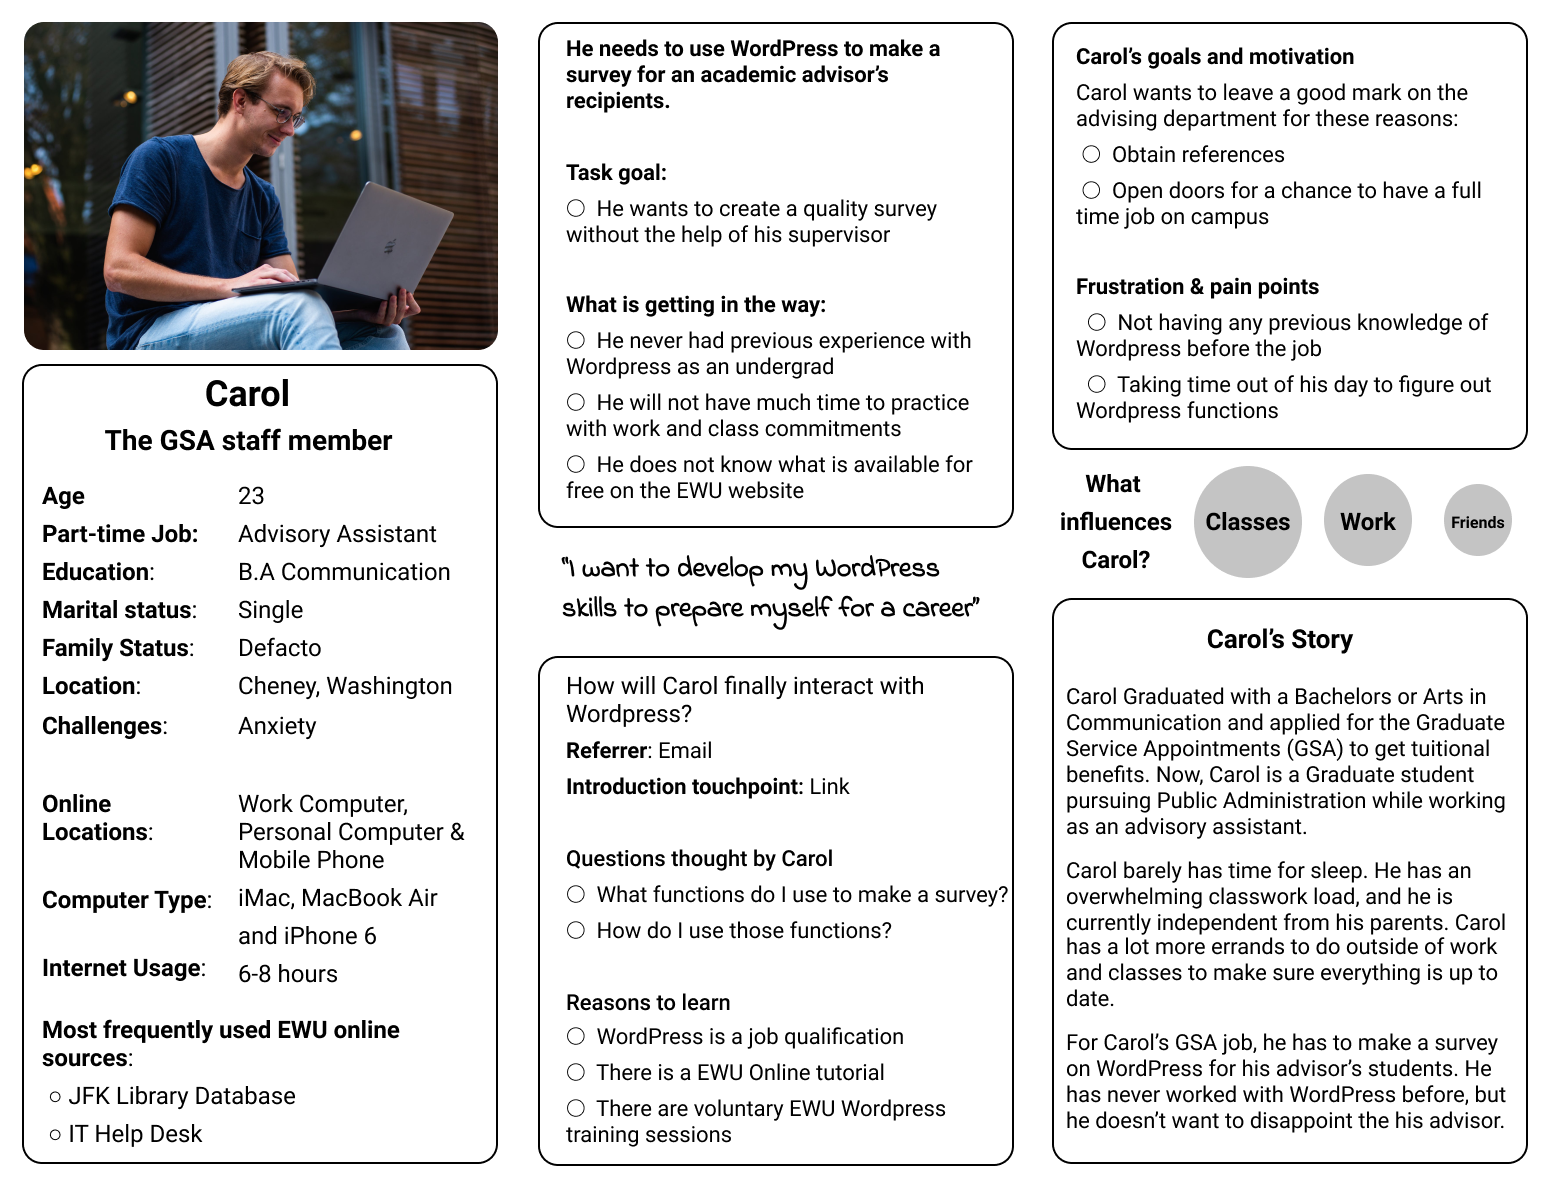 Carol
The GSA staff member
Age 23
Part-time Job: Advisory Assistant
Education: B.A Communication
Marital status: Single
Family Status: Defacto
Location: Cheney, Washington
Challenges: Anxiety
Online Work Computer,
Locations: Personal Computer &
Mobile Phone
Computer Type: iMac, MacBook Air
and iPhone 6
Internet Usage: 6-8 hours
Most frequently used EWU online
sources:
○ JFK Library Database
○ IT Help Desk
He needs to use WordPress to make a
survey for an academic advisor’s
recipients.
Task goal:
○ He wants to create a quality survey
without the help of his supervisor
What is getting in the way:
○ He never had previous experience with
Wordpress as an undergrad
○ He will not have much time to practice
with work and class commitments
○ He does not know what is available for
free on the EWU website
"I want to develop my WordPress
skills to prepare myself for a career"
How will Carol finally interact with
Wordpress?
Referrer: Email
Introduction touchpoint: Link
Questions thought by Carol
○ What functions do I use to make a survey?
○ How do I use those functions?
Reasons to learn
○ WordPress is a job qualification
○ There is a EWU Online tutorial
○ There are voluntary EWU Wordpress
training sessions
Carol’s goals and motivation
Carol wants to leave a good mark on the
advising department for these reasons:
○ Obtain references
○ Open doors for a chance to have a full
time job on campus
Frustration & pain points
○ Not having any previous knowledge of
Wordpress before the job
○ Taking time out of his day to figure out
Wordpress functions
What
influences
Carol?
Classes
Work
Friends
Carol’s Story
Carol Graduated with a Bachelors or Arts in
Communication and applied for the Graduate
Service Appointments (GSA) to get tuitional
benefits. Now, Carol is a Graduate student
pursuing Public Administration while working
as an advisory assistant.
Carol barely has time for sleep. He has an
overwhelming classwork load, and he is
currently independent from his parents. Carol
has a lot more errands to do outside of work
and classes to make sure everything is up to
date.
For Carol’s GSA job, he has to make a survey
on WordPress for his advisor’s students. He
has never worked with WordPress before, but
he doesn’t want to disappoint the his advisor.